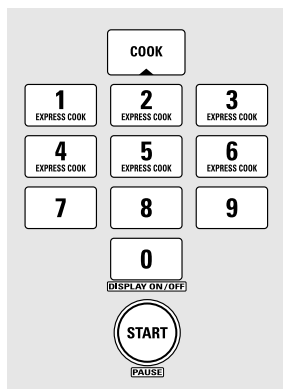 COOK
1 2 3
EXPRESS COOK EXPRESS COOK EXPRESS COOK
4 5 6
EXPRESS COOK EXPRESS COOK EXPRESS COOK
7 8 9
0
DISPLAY ON/OFF
START
PAUSE